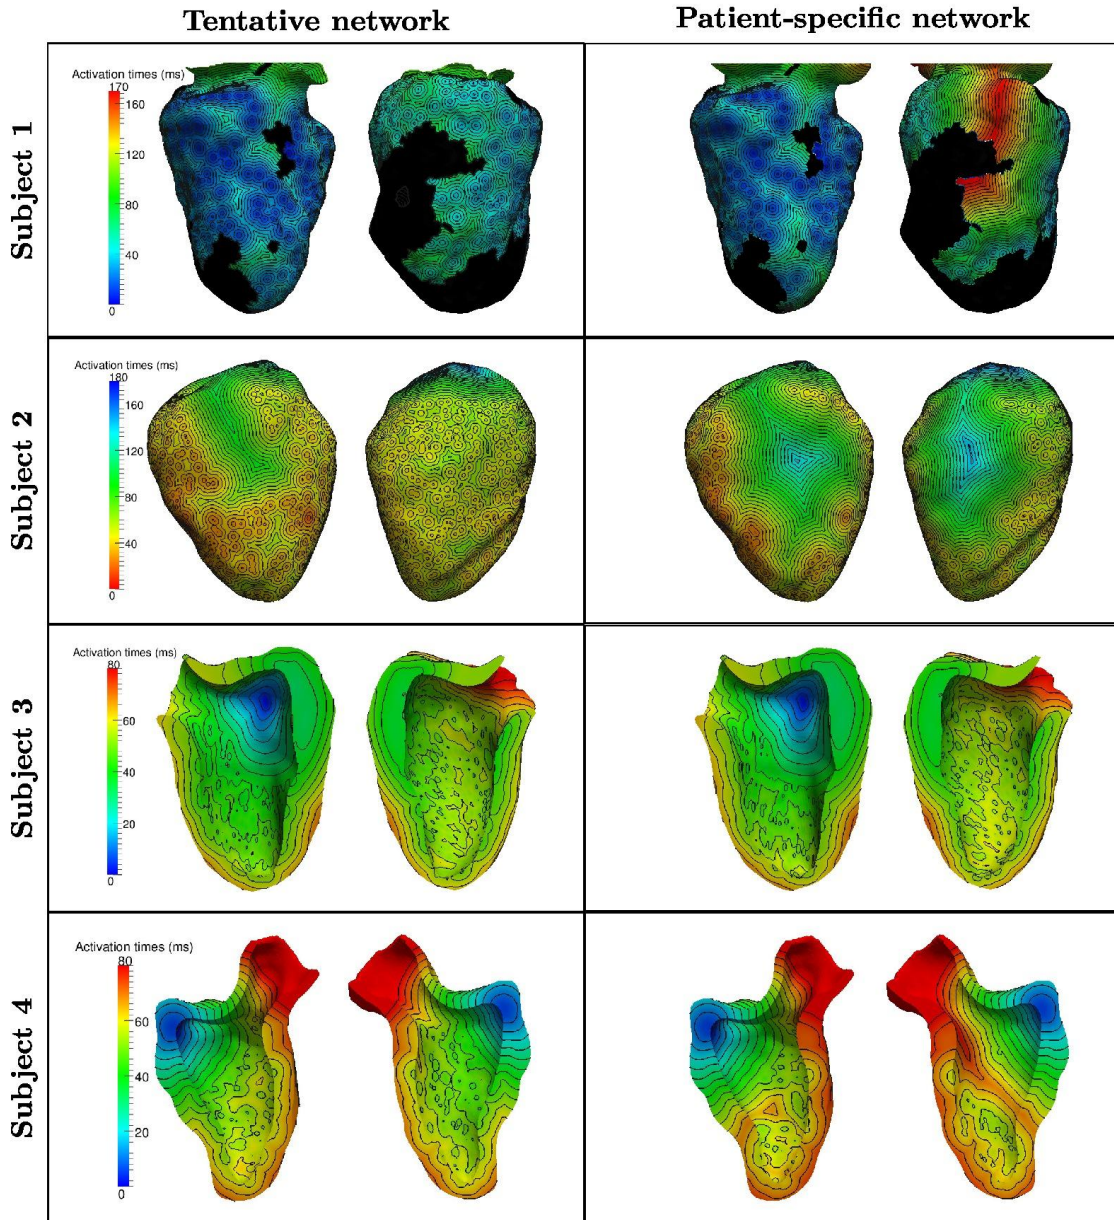 Tentative network
Patient-specific network
Subject 1
Activation times (ms)
170
160
120
80
40
0
Subject 2
Activation times (ms)
180
160
120
80
40
0
Subject 3
Activation times (ms)
80
60
40
20
0
Subject 4
Activation times (ms)
80
60
40
20
0